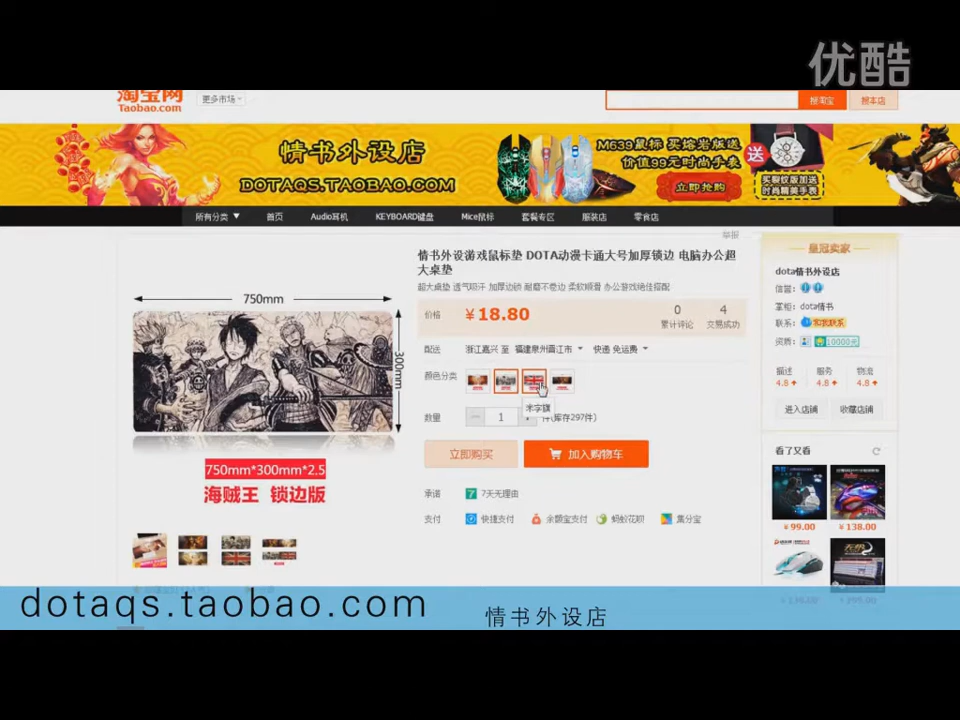 优酷
淘宝网
Taobao.com
更多市场
搜淘宝
搜本店
情书外设店
DOTAQS.TAOBAO.COM
M639鼠标 买熔岩版送
价值99元时尚手表
立即抢购
送
买裂蚊版加送
时尚精美手表
所有分类 ▼ 首页 Audio耳机 KEYBOARD键盘 Mice鼠标 套餐专区 服装店 零食店
举报
情书外设游戏鼠标垫 DOTA动漫卡通大号加厚锁边 电脑办公超
大桌垫
超大桌垫 透气吸汗 加厚边锁 耐磨不卷边 柔软顺滑 办公游戏绝佳搭配
价格 ¥18.80
0
累计评论
4
交易成功
配送 浙江嘉兴 至 福建泉州晋江市 快递 免运费
颜色分类
米字旗
数量 1 件(库存297件)
立即购买
加入购物车
承诺 7天无理由
支付 快捷支付 余额宝支付 蚂蚁花呗 集分宝
750mm
300mm
750mm*300mm*2.5
海贼王 锁边版
皇冠卖家
dota情书外设店
信誉:
掌柜: dota情书
联系: 和我联系
资质: 10000元
描述 服务 物流
4.8 4.8 4.8
进入店铺
收藏店铺
看了又看
¥99.00
¥138.00
dotaqs.taobao.com
情书外设店